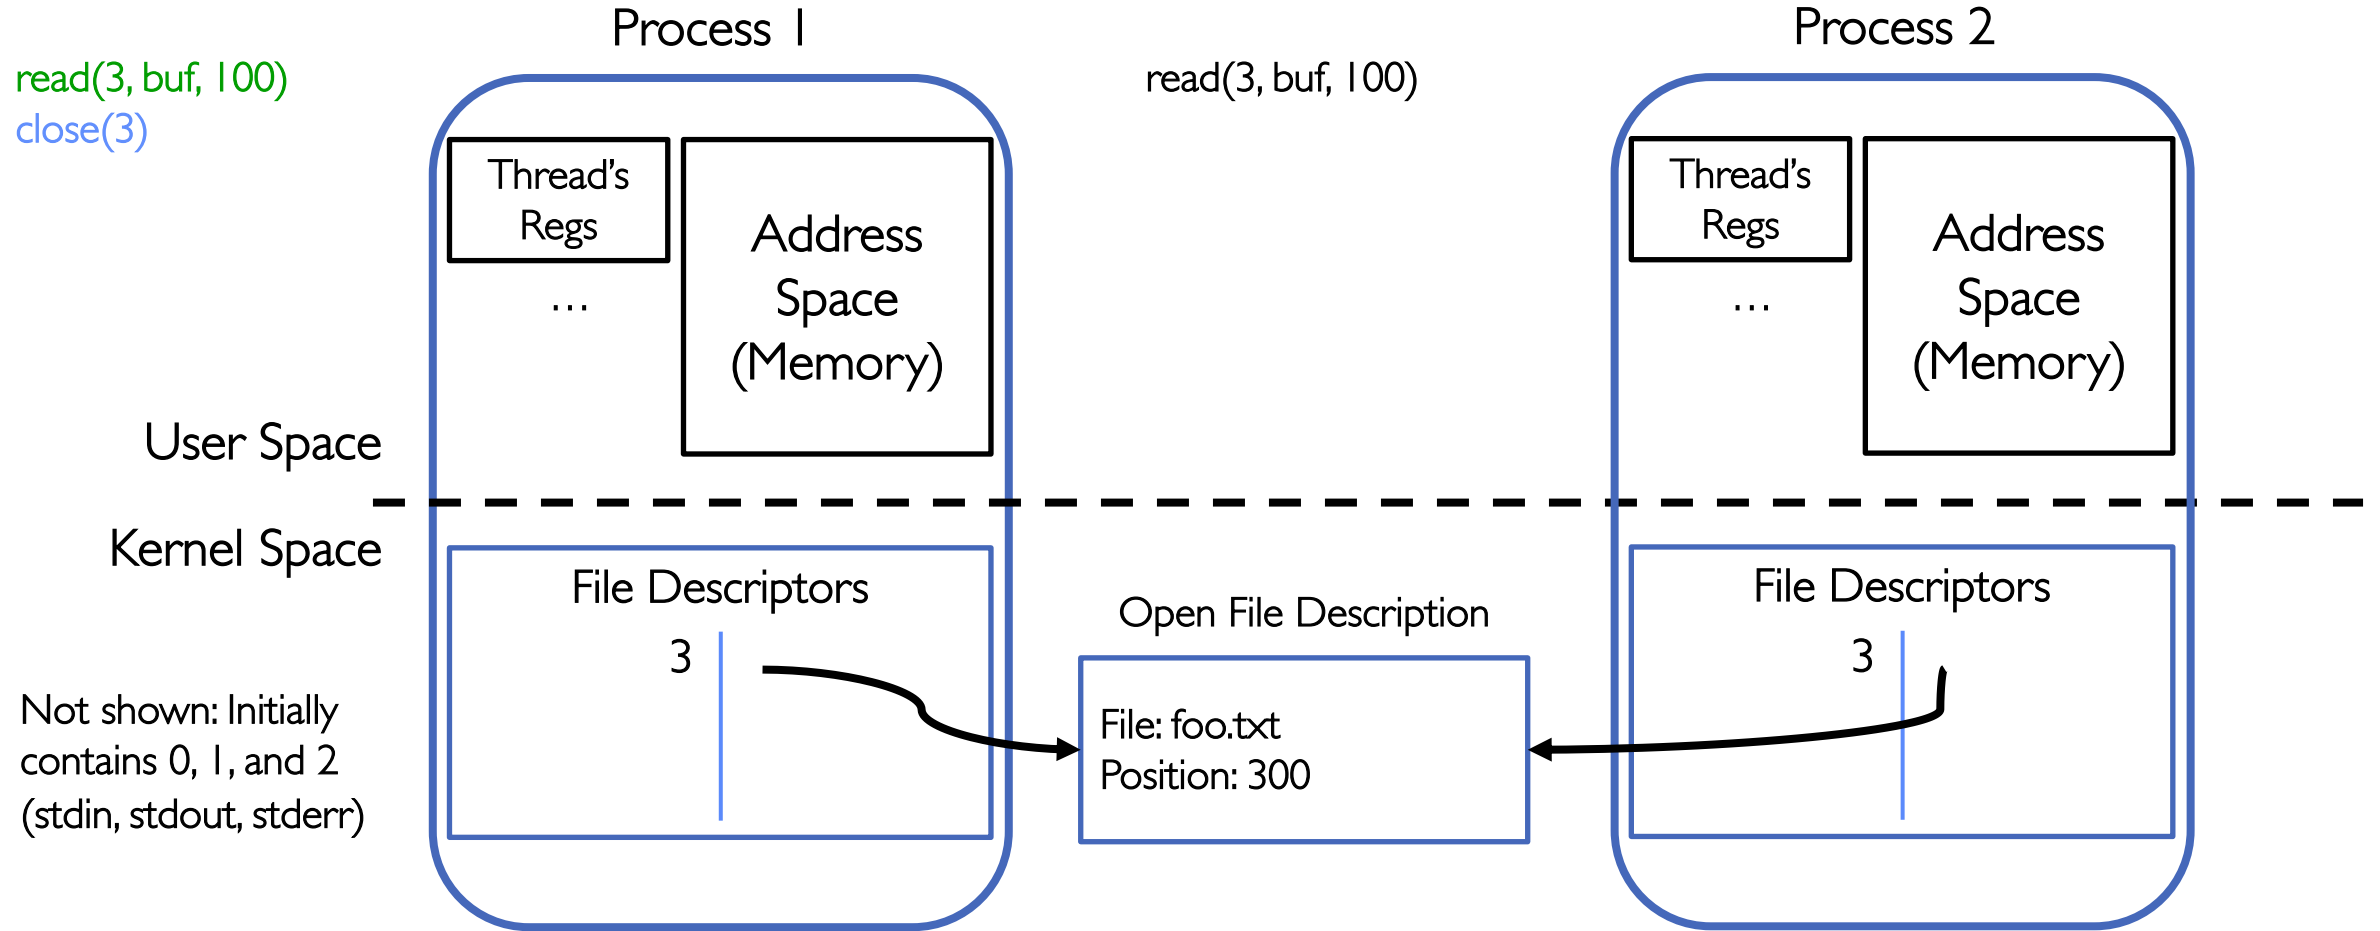 Process 1
read(3, buf, 100)
close(3)
Thread’s
Regs
…
Address
Space
(Memory)
read(3, buf, 100)
Process 2
Thread’s
Regs
…
Address
Space
(Memory)
User Space
Kernel Space
File Descriptors
3
Not shown: Initially
contains 0, 1, and 2
(stdin, stdout, stderr)
Open File Description
File: foo.txt
Position: 300
File Descriptors
3